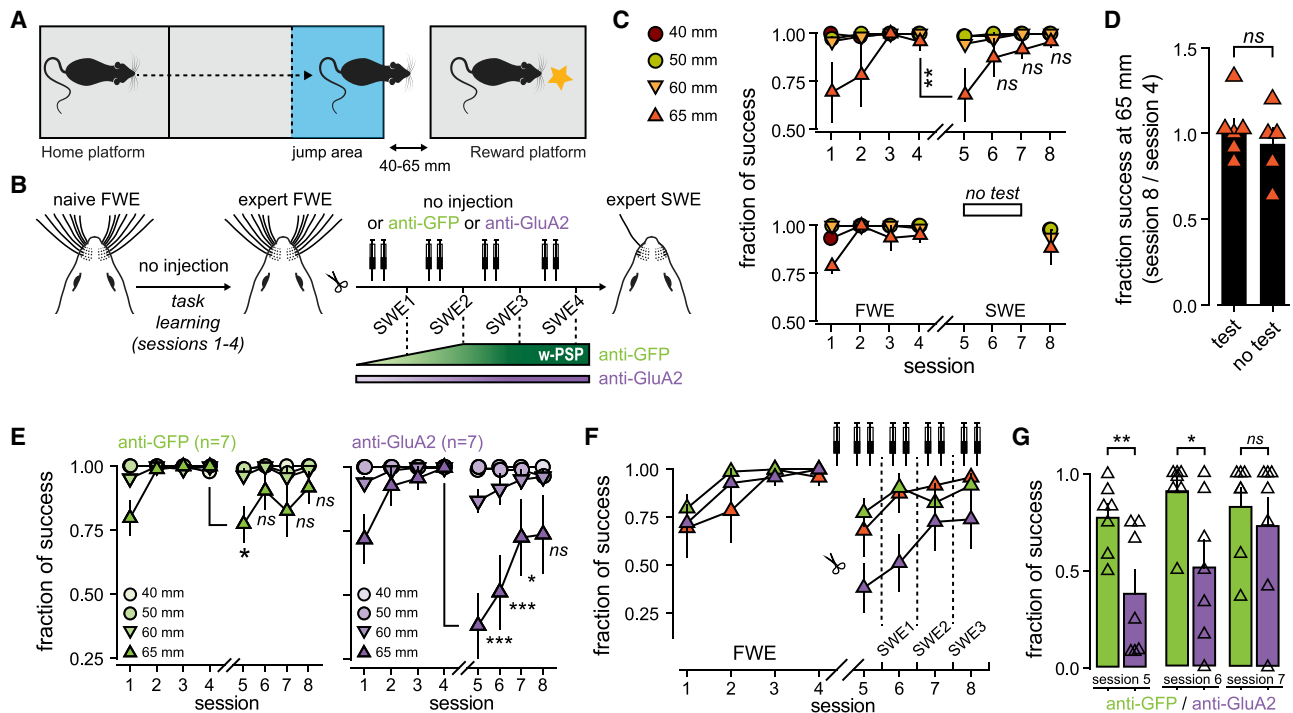 A
Home platform
jump area
40-65 mm
Reward platform
B
naive FWE
expert FWE
no injection
or anti-GFP or anti-GluA2
expert SWE
no injection
task
learning
(sessions 1-4)
SWE1
SWE2
SWE3
SWE4
w-PSP
anti-GFP
anti-GluA2
C
40 mm
50 mm
60 mm
65 mm
fraction of success
1.00
0.75
0.50
**
ns
ns
ns
1 2 3 4 5 6 7 8
fraction of success
1.00
0.75
0.50
no test
FWE
SWE
1 2 3 4 5 6 7 8
session
D
fraction success at 65 mm
(session 8 / session 4)
1.5
1.0
0.5
0.0
ns
test
no test
E
anti-GFP (n=7)
anti-GluA2 (n=7)
fraction of success
1.00
0.75
0.50
0.25
*
ns
ns
ns
40 mm
50 mm
60 mm
65 mm
1 2 3 4 5 6 7 8
session
***
***
*
ns
40 mm
50 mm
60 mm
65 mm
1 2 3 4 5 6 7 8
session
F
fraction of success
1.00
0.75
0.50
0.25
FWE
SWE1
SWE2
SWE3
1 2 3 4 5 6 7 8
session
G
fraction of success
1.0
0.5
0.0
**
*
ns
session 5
session 6
session 7
anti-GFP / anti-GluA2